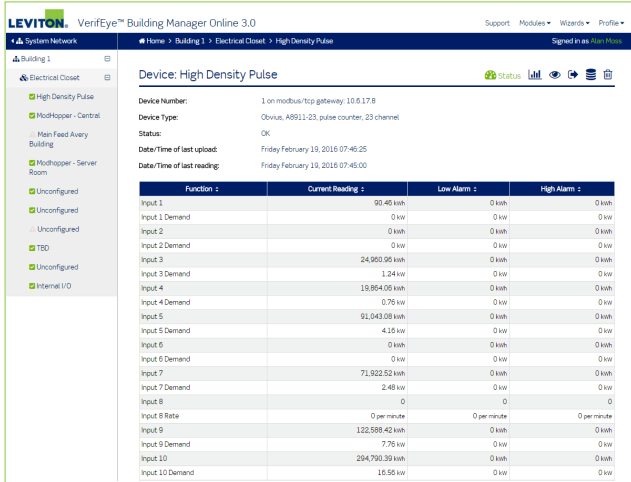 LEVITON. VerifEye™ Building Manager Online 3.0
Support Modules Wizards Profile
System Network
Home > Building 1 > Electrical Closet > High Density Pulse
Signed in as Alan Moss
Building 1
Electrical Closet
High Density Pulse
ModHopper - Central
Main Feed Avery
Building
Modhopper - Server
Room
Unconfigured
Unconfigured
Unconfigured
TBD
Unconfigured
Internal I/O
Device: High Density Pulse
Status
Device Number: 1 on modbus/tcp gateway: 10.6.17.8
Device Type: Obvius, A8911-23, pulse counter, 23 channel
Status: OK
Date/Time of last upload: Friday February 19, 2016 07:46:25
Date/Time of last reading: Friday February 19, 2016 07:45:00
Function Current Reading Low Alarm High Alarm
Input 1 90.46 kwh 0 kwh 0 kwh
Input 1 Demand 0 kw 0 kW 0 kW
Input 2 0 kwh 0 kwh 0 kwh
Input 2 Demand 0 kw 0 kW 0 kW
Input 3 24,960.96 kwh 0 kwh 0 kwh
Input 3 Demand 1.24 kw 0 kW 0 kW
Input 4 19,864.06 kwh 0 kwh 0 kwh
Input 4 Demand 0.76 kw 0 kW 0 kW
Input 5 91,043.08 kwh 0 kwh 0 kwh
Input 5 Demand 4.16 kw 0 kW 0 kW
Input 6 0 kwh 0 kwh 0 kwh
Input 6 Demand 0 kw 0 kW 0 kW
Input 7 71,922.52 kwh 0 kwh 0 kwh
Input 7 Demand 2.48 kw 0 kW 0 kW
Input 8 0 0 0
Input 8 Rate 0 per minute 0 per minute 0 per minute
Input 9 122,588.42 kwh 0 kwh 0 kwh
Input 9 Demand 7.76 kw 0 kW 0 kW
Input 10 294,790.39 kwh 0 kwh 0 kwh
Input 10 Demand 16.56 kw 0 kW 0 kW